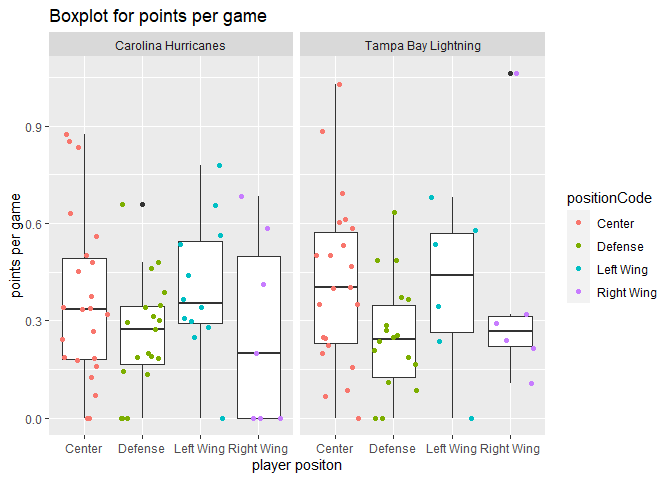 Boxplot for points per game
Carolina Hurricanes
Tampa Bay Lightning
points per game
0.9
0.6
0.3
0.0
Center Defense Left Wing Right Wing
Center Defense Left Wing Right Wing
player positon
positionCode
Center
Defense
Left Wing
Right Wing